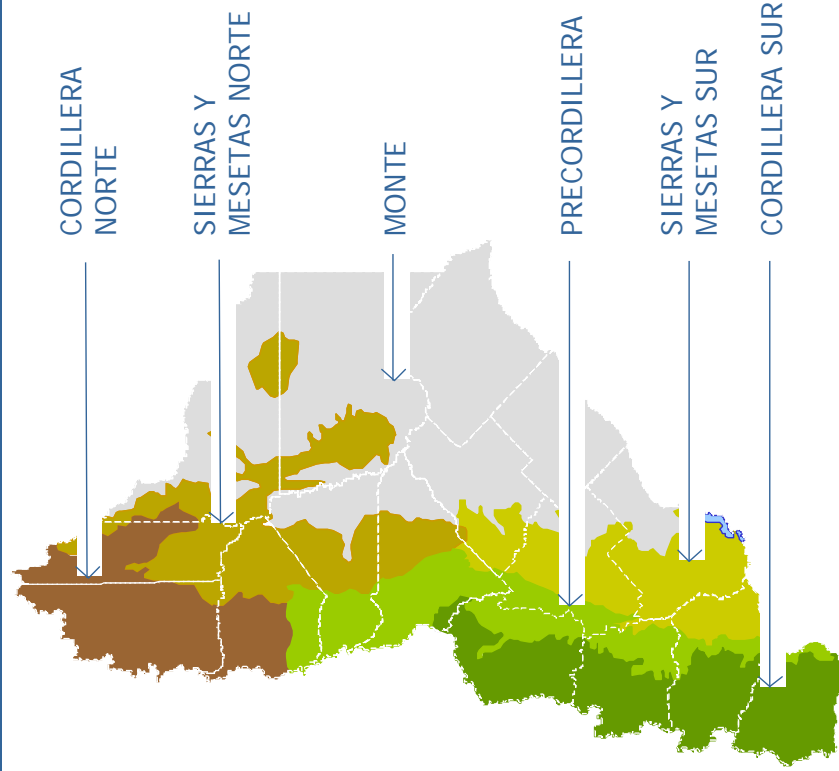 CORDILLERA
NORTE
SIERRAS Y
MESETAS NORTE
MONTE
PRECORDILLERA
SIERRAS Y
MESETAS SUR
CORDILLERA SUR